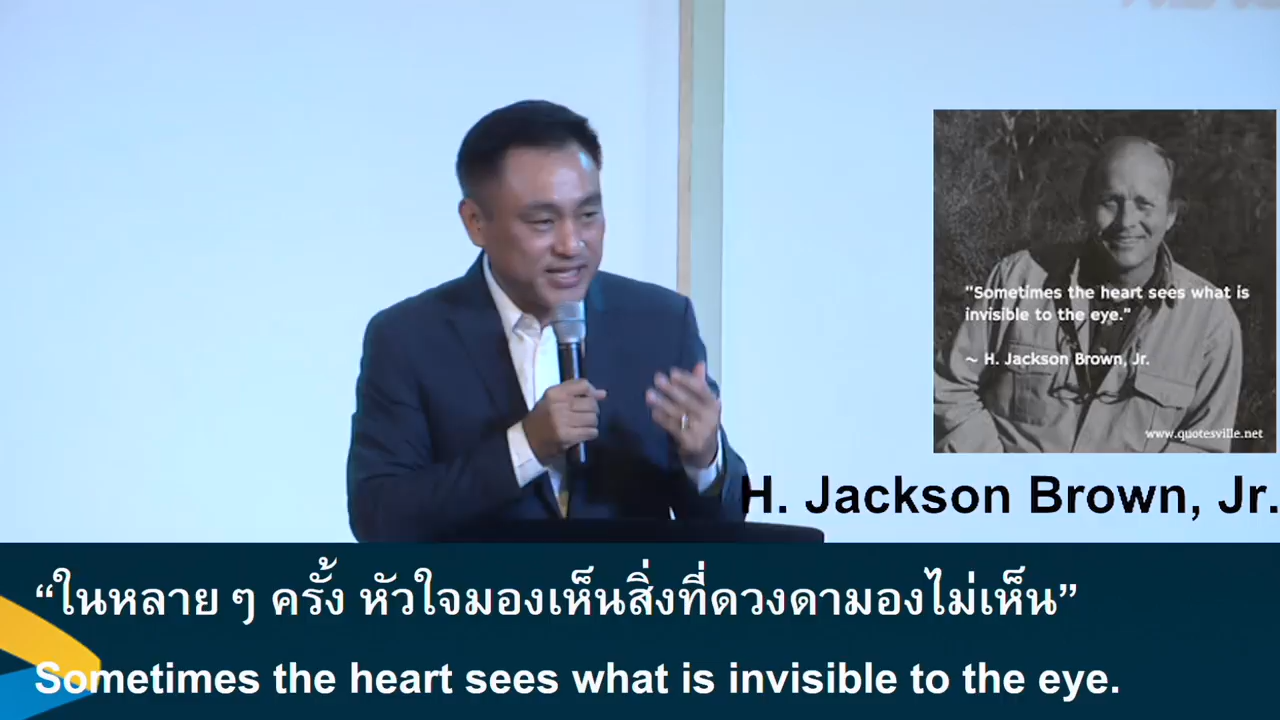 "Sometimes the heart sees what is
invisible to the eye."
~ H. Jackson Brown, Jr.
www.quotesville.net
H. Jackson Brown, Jr.
“ในหลาย ๆ ครั้ง หัวใจมองเห็นสิ่งที่ดวงตามองไม่เห็น”
Sometimes the heart sees what is invisible to the eye.